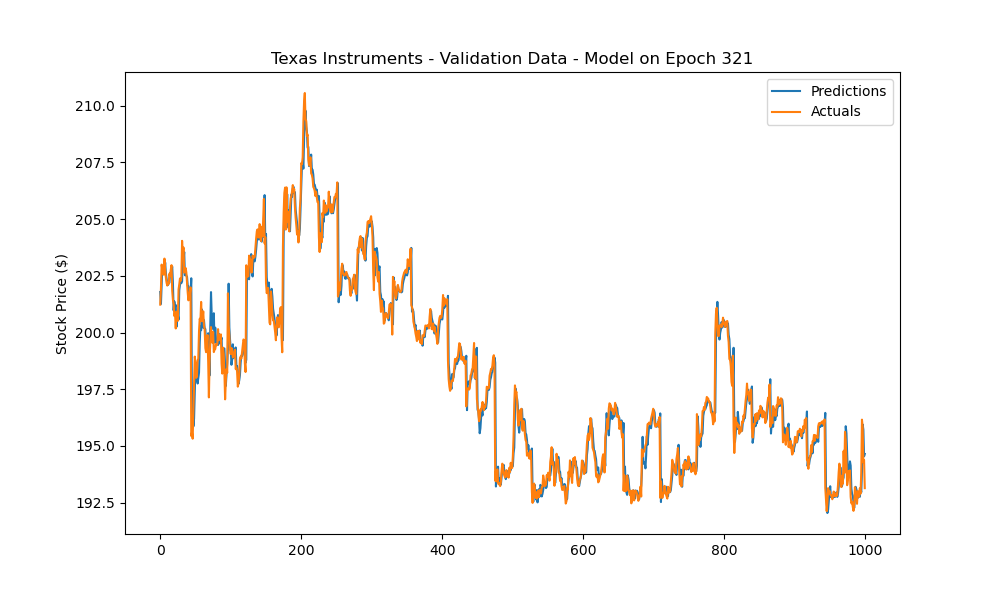 Texas Instruments - Validation Data - Model on Epoch 321
Predictions
Actuals
Stock Price ($)
210.0
207.5
205.0
202.5
200.0
197.5
195.0
192.5
0 200 400 600 800 1000